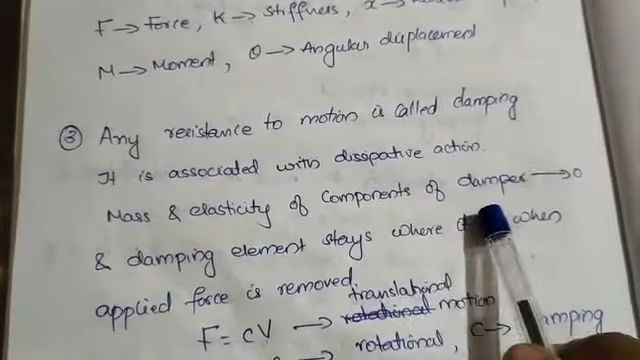 F → Force, K → Stiffness, x →
M → Moment, θ → Angular displacement
③ Any resistance to motion is called damping
It is associated with dissipative action.
Mass & elasticity of Components of damper → 0
& damping element stays where when
applied force is removed.
translational
F = CV → rotational motion
→ rotational, C → damping